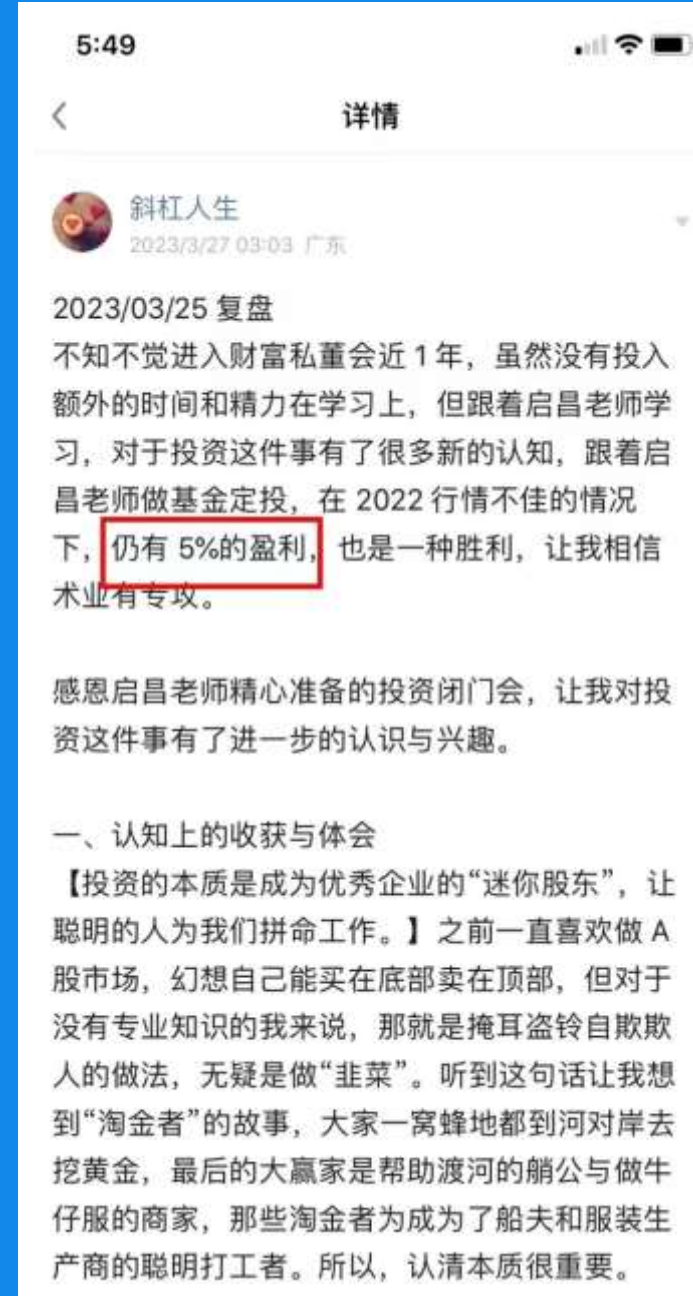 5:49
详情
斜杠人生
2023/3/27 03:03 广东
2023/03/25 复盘
不知不觉进入财富私董会近 1 年，虽然没有投入
额外的时间和精力在学习上，但跟着启昌老师学
习，对于投资这件事有了很多新的认知，跟着启
昌老师做基金定投，在 2022 行情不佳的情况
下，仍有 5%的盈利，也是一种胜利，让我相信
术业有专攻。
感恩启昌老师精心准备的投资闭门会，让我对投
资这件事有了进一步的认识与兴趣。
一、认知上的收获与体会
【投资的本质是成为优秀企业的“迷你股东”，让
聪明的人为我们拼命工作。】之前一直喜欢做 A
股市场，幻想自己能买在底部卖在顶部，但对于
没有专业知识的我来说，那就是掩耳盗铃自欺欺
人的做法，无疑是做“韭菜”。听到这句话让我想
到“淘金者”的故事，大家一窝蜂地都到河对岸去
挖黄金，最后的大赢家是帮助渡河的艄公与做牛
仔服的商家，那些淘金者为成为了船夫和服装生
产商的聪明打工者。所以，认清本质很重要。